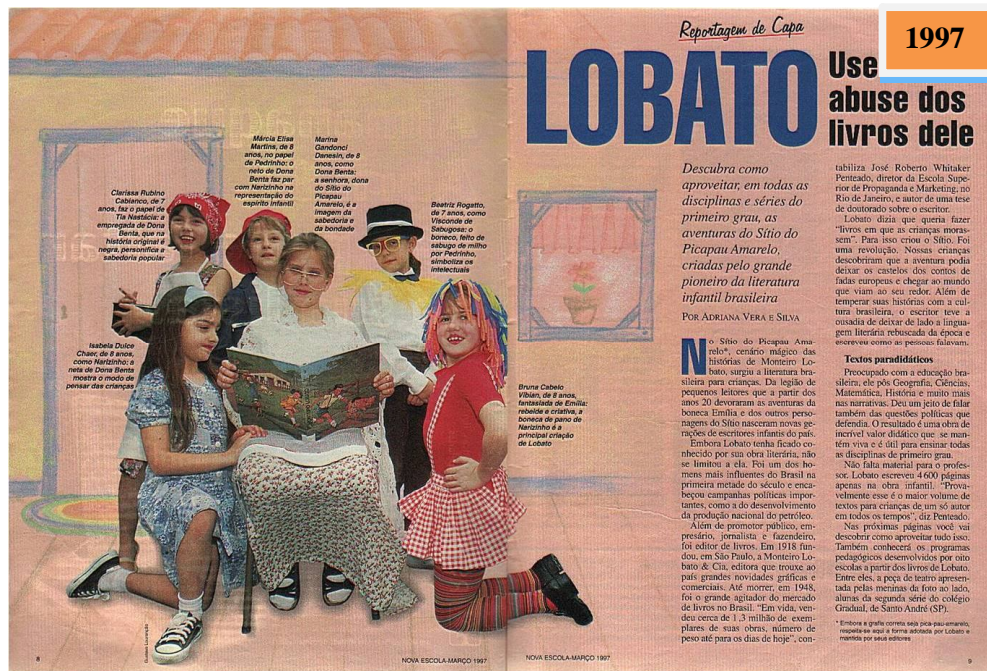 Márcia Elisa
Martins, de 8
anos, no papel
de Pedrinho: o
neto de Dona
Benta faz par
com Narizinho na
representação do
espírito infantil
Marina
Gandonci
Danesin, de 8
anos, como
Dona Benta:
a senhora, dona
do Sítio do
Picapau
Amarelo, é a
imagem da
sabedoria e
da bondade
Clarissa Rubino
Cabianco, de 7
anos, faz o papel de
Tia Nastácia: a
empregada de Dona
Benta, que na
história original é
negra, personifica a
sabedoria popular
Beatriz Rogatto,
de 7 anos, como
Visconde de
Sabugosa: o
boneco, feito de
sabugo de milho
por Pedrinho,
simboliza os
intelectuais
Isabela Dulce
Chaer, de 8 anos,
como Narizinho: a
neta de Dona Benta
mostra o modo de
pensar das crianças
Bruna Cabelo
Vibian, de 8 anos,
fantasiada de Emília:
rebelde e criativa, a
boneca de pano de
Narizinho é a
principal criação
de Lobato
8
NOVA ESCOLA-MARÇO 1997
Reportagem de Capa
1997
LOBATO
Use
abuse dos
livros dele
Descubra como
aproveitar, em todas as
disciplinas e séries do
primeiro grau, as
aventuras do Sítio do
Picapau Amarelo,
criadas pelo grande
pioneiro da literatura
infantil brasileira
POR ADRIANA VERA E SILVA
No Sítio do Picapau Ama-
relo*, cenário mágico das
histórias de Monteiro Lo-
bato, surgiu a literatura bra-
sileira para crianças. Da legião de
pequenos leitores que a partir dos
anos 20 devoraram as aventuras da
boneca Emília e dos outros perso-
nagens do Sítio nasceram novas ge-
rações de escritores infantis do país.
Embora Lobato tenha ficado co-
nhecido por sua obra literária, não
se limitou a ela. Foi um dos ho-
mens mais influentes do Brasil na
primeira metade do século e enca-
beçou campanhas políticas impor-
tantes, como a do desenvolvimento
da produção nacional do petróleo.
Além de promotor público, em-
presário, jornalista e fazendeiro,
foi editor de livros. Em 1918 fun-
dou, em São Paulo, a Monteiro Lo-
bato & Cia, editora que trouxe ao
país grandes novidades gráficas e
comerciais. Até morrer, em 1948,
foi o grande agitador do mercado
de livros no Brasil. "Em vida, ven-
deu cerca de 1,3 milhão de exem-
plares de suas obras, número de
peso até para os dias de hoje", con-
tabiliza José Roberto Whitaker
Penteado, diretor da Escola Supe-
rior de Propaganda e Marketing, no
Rio de Janeiro, e autor de uma tese
de doutorado sobre o escritor.
Lobato dizia que queria fazer
"livros em que as crianças moras-
sem". Para isso criou o Sítio. Foi
uma revolução. Nossas crianças
descobriram que a aventura podia
deixar os castelos dos contos de
fadas europeus e chegar ao mundo
que viam ao seu redor. Além de
temperar suas histórias com a cul-
tura brasileira, o escritor teve a
ousadia de deixar de lado a lingua-
gem literária rebuscada da época e
escreveu como as pessoas falavam.
Textos paradidáticos
Preocupado com a educação bra-
sileira, ele pôs Geografia, Ciências,
Matemática, História e muito mais
nas narrativas. Deu um jeito de falar
também das questões políticas que
defendia. O resultado é uma obra de
incrível valor didático que se man-
tém viva e é útil para ensinar todas
as disciplinas de primeiro grau.
Não falta material para o profes-
sor. Lobato escreveu 4 600 páginas
apenas na obra infantil. "Prova-
velmente esse é o maior volume de
textos para crianças de um só autor
em todos os tempos", diz Penteado.
Nas próximas páginas você vai
descobrir como aproveitar tudo isso.
Também conhecerá os programas
pedagógicos desenvolvidos por oito
escolas a partir dos livros de Lobato.
Entre eles, a peça de teatro apresen-
tada pelas meninas da foto ao lado,
alunas da segunda série do colégio
Gradual, de Santo André (SP).
* Embora a grafia correta seja pica-pau-amarelo,
respeita-se aqui a forma adotada por Lobato e
mantida por seus editores
NOVA ESCOLA-MARÇO 1997
9